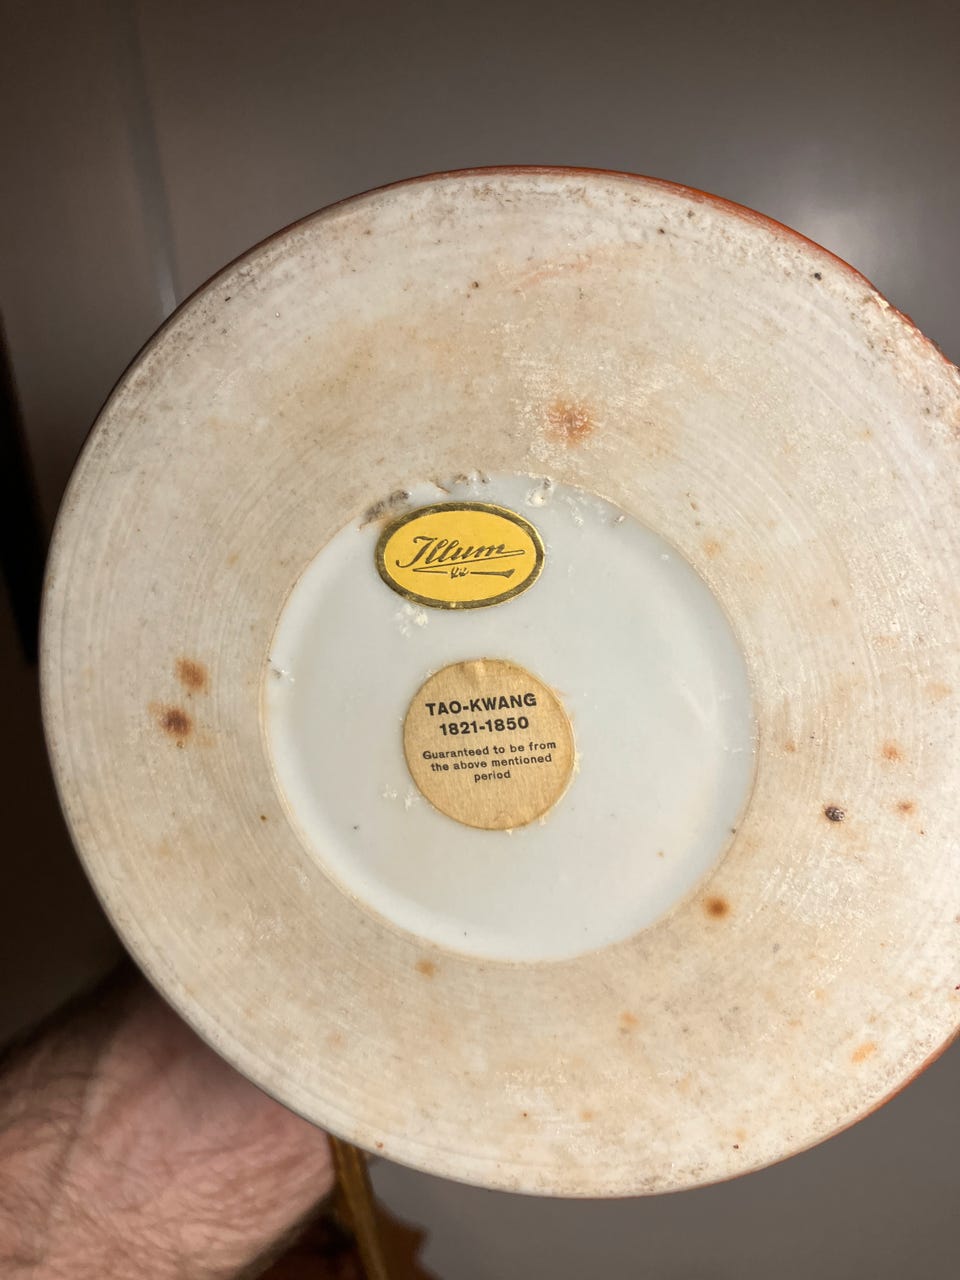 Illum
TAO-KWANG
1821-1850
Guaranteed to be from
the above mentioned
period